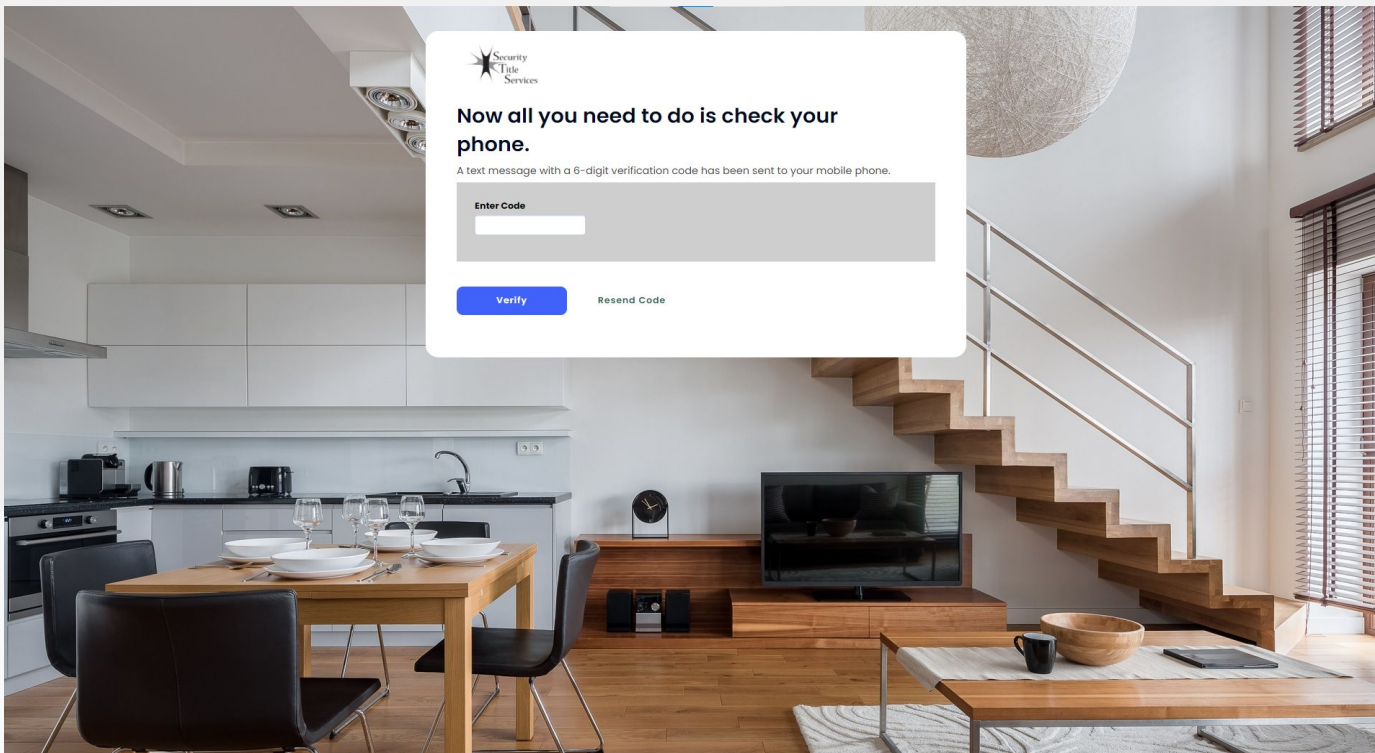 Security
Title
Services
Now all you need to do is check your
phone.
A text message with a 6-digit verification code has been sent to your mobile phone.
Enter Code
Verify
Resend Code